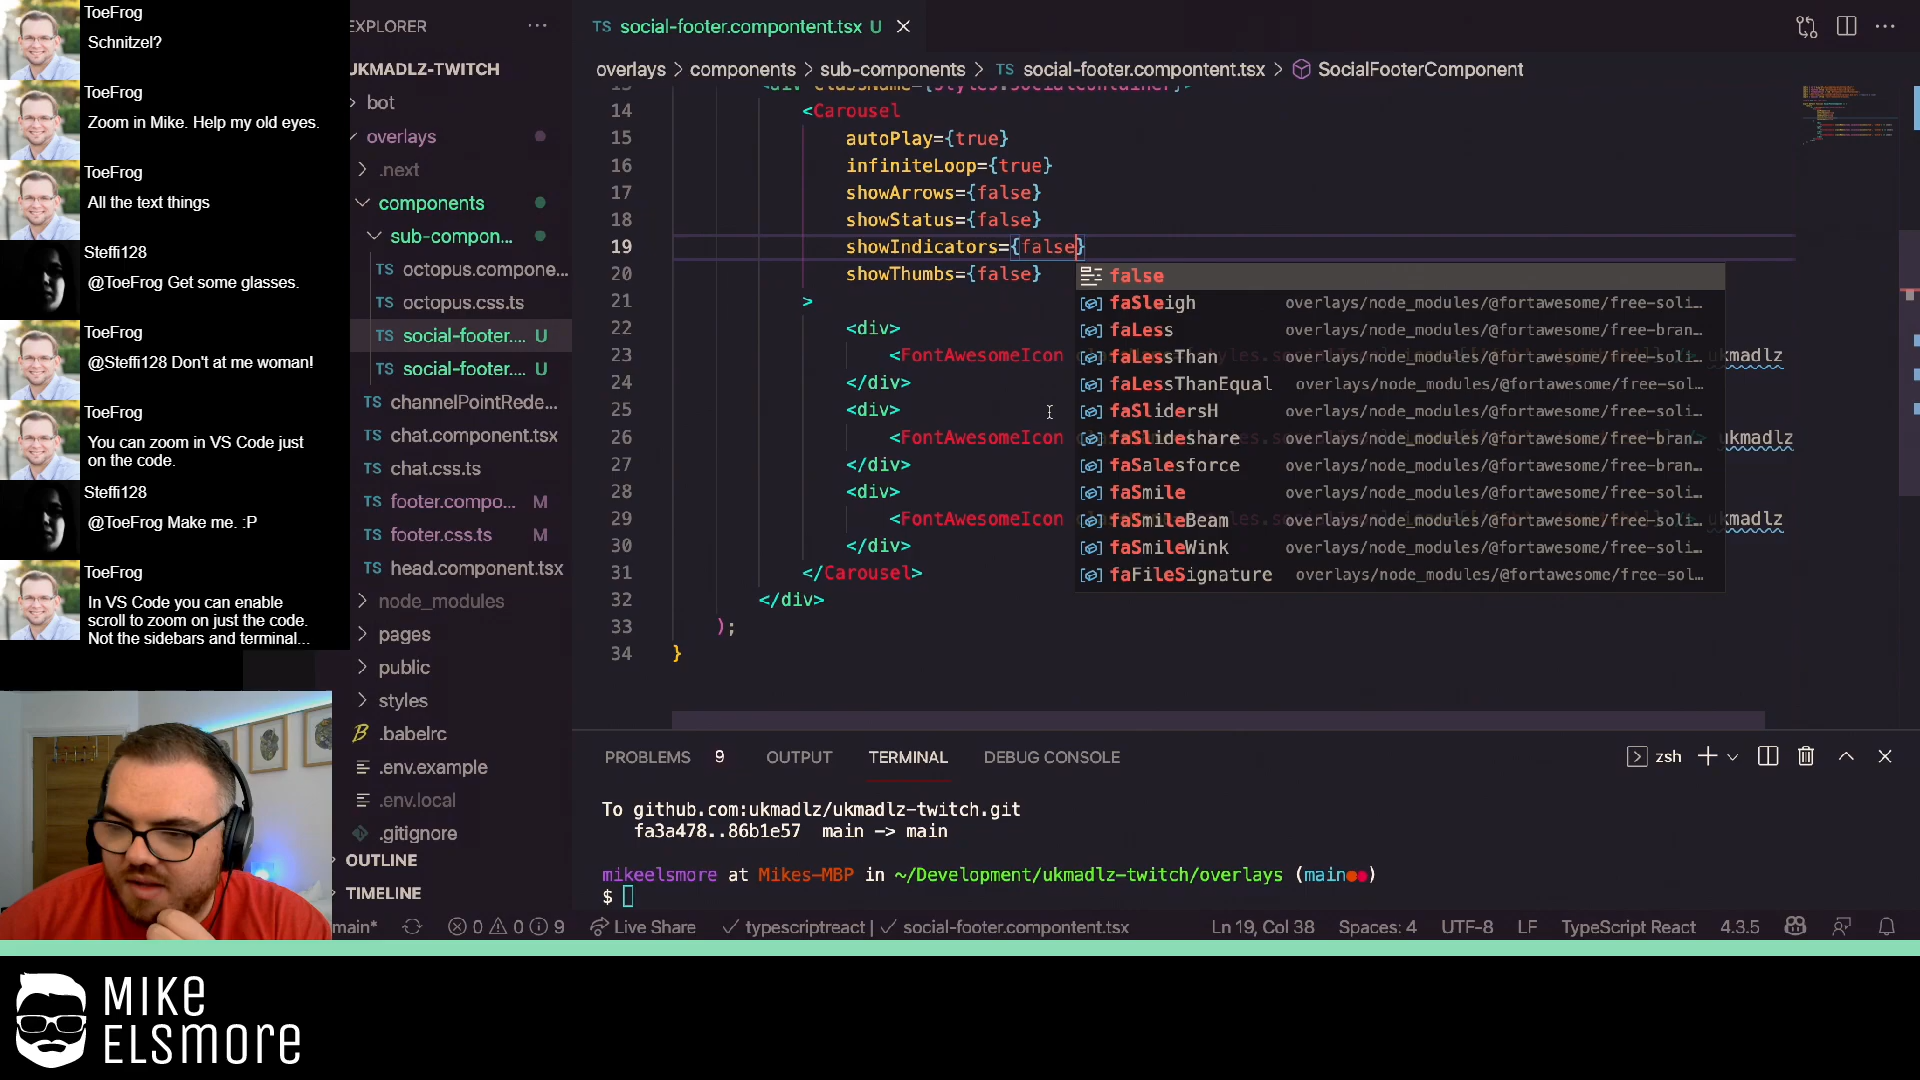 ToeFrog
Schnitzel?
ToeFrog
Zoom in Mike. Help my old eyes.
ToeFrog
All the text things
Steffi128
@ToeFrog Get some glasses.
ToeFrog
@Steffi128 Don't at me woman!
ToeFrog
You can zoom in VS Code just
on the code.
Steffi128
@ToeFrog Make me. :P
ToeFrog
In VS Code you can enable
scroll to zoom on just the code.
Not the sidebars and terminal...
EXPLORER
UKMADLZ-TWITCH
bot
overlays
.next
components
sub-compon...
TS octopus.compone...
TS octopus.css.ts
TS social-footer.... U
TS social-footer.... U
TS channelPointRede...
TS chat.component.tsx
TS chat.css.ts
TS footer.compo... M
TS footer.css.ts M
TS head.component.tsx
node_modules
pages
public
styles
.babelrc
.env.example
.env.local
.gitignore
OUTLINE
TIMELINE
TS social-footer.compontent.tsx U
overlays > components > sub-components > TS social-footer.compontent.tsx > SocialFooterComponent
14 <Carousel
15 autoPlay={true}
16 infiniteLoop={true}
17 showArrows={false}
18 showStatus={false}
19 showIndicators={false}
20 showThumbs={false}
21 >
22 <div>
23 <FontAwesomeIcon ukmadlz
24 </div>
25 <div>
26 <FontAwesomeIcon ukmadlz
27 </div>
28 <div>
29 <FontAwesomeIcon ukmadlz
30 </div>
31 </Carousel>
32 </div>
33 );
34 }
false
faSleigh overlays/node_modules/@fortawesome/free-soli...
faLess overlays/node_modules/@fortawesome/free-bran...
faLessThan overlays/node_modules/@fortawesome/free-soli...
faLessThanEqual overlays/node_modules/@fortawesome/free-sol...
faSlidersH overlays/node_modules/@fortawesome/free-soli...
faSlideshare overlays/node_modules/@fortawesome/free-bran...
faSalesforce overlays/node_modules/@fortawesome/free-bran...
faSmile overlays/node_modules/@fortawesome/free-soli...
faSmileBeam overlays/node_modules/@fortawesome/free-soli...
faSmileWink overlays/node_modules/@fortawesome/free-soli...
faFileSignature overlays/node_modules/@fortawesome/free-sol...
PROBLEMS 9 OUTPUT TERMINAL DEBUG CONSOLE zsh
To github.com:ukmadlz/ukmadlz-twitch.git
fa3a478..86b1e57 main -> main
mikeelsmore at Mikes-MBP in ~/Development/ukmadlz-twitch/overlays (main●●)
$
main* 0 0 9 Live Share typescriptreact | social-footer.compontent.tsx Ln 19, Col 38 Spaces: 4 UTF-8 LF TypeScript React 4.3.5
MIKE
ELSMORE